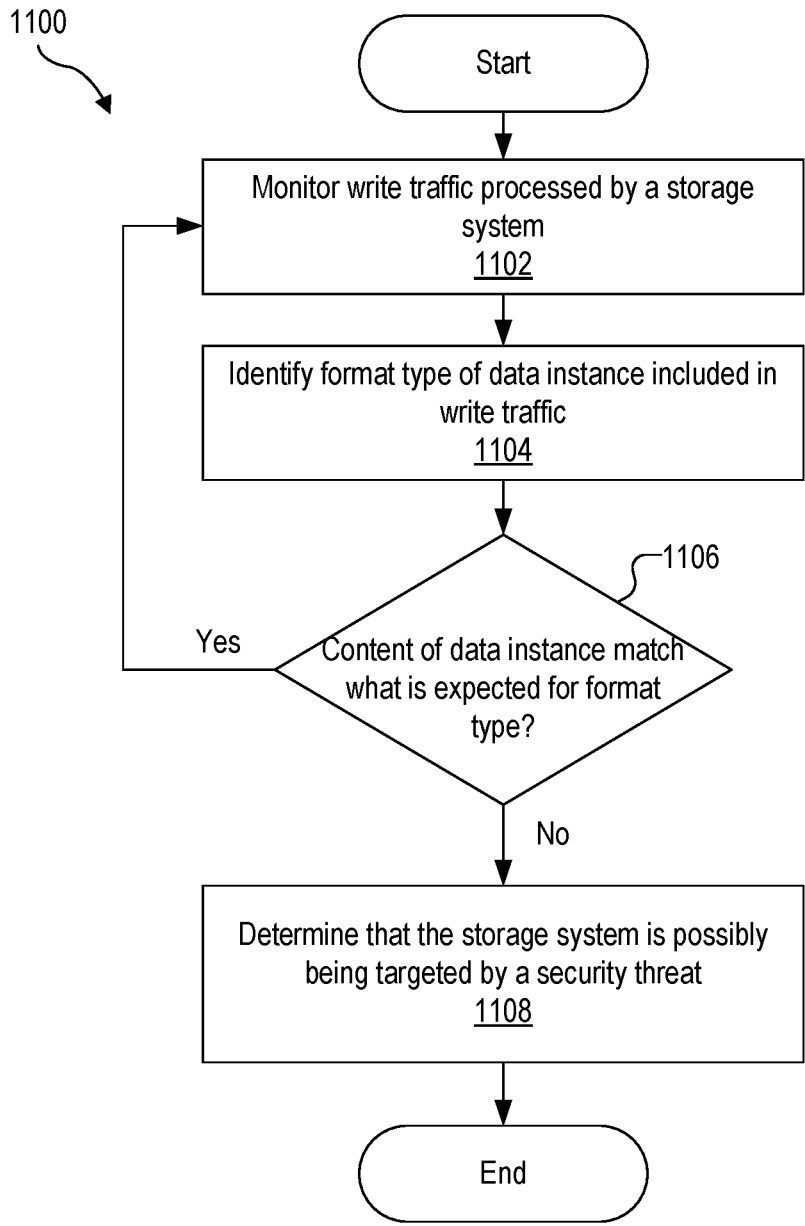 1100
Start
Monitor write traffic processed by a storage
system
1102
Identify format type of data instance included in
write traffic
1104
1106
Yes
Content of data instance match
what is expected for format
type?
No
Determine that the storage system is possibly
being targeted by a security threat
1108
End